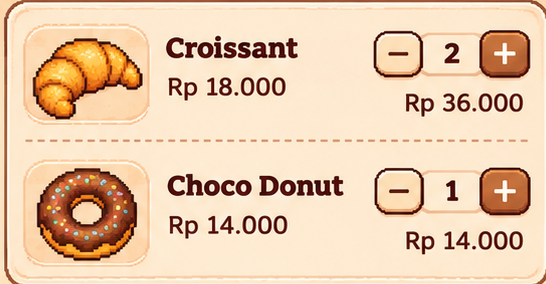 Croissant
− 2 +
Rp 18.000
Rp 36.000
Choco Donut
− 1 +
Rp 14.000
Rp 14.000